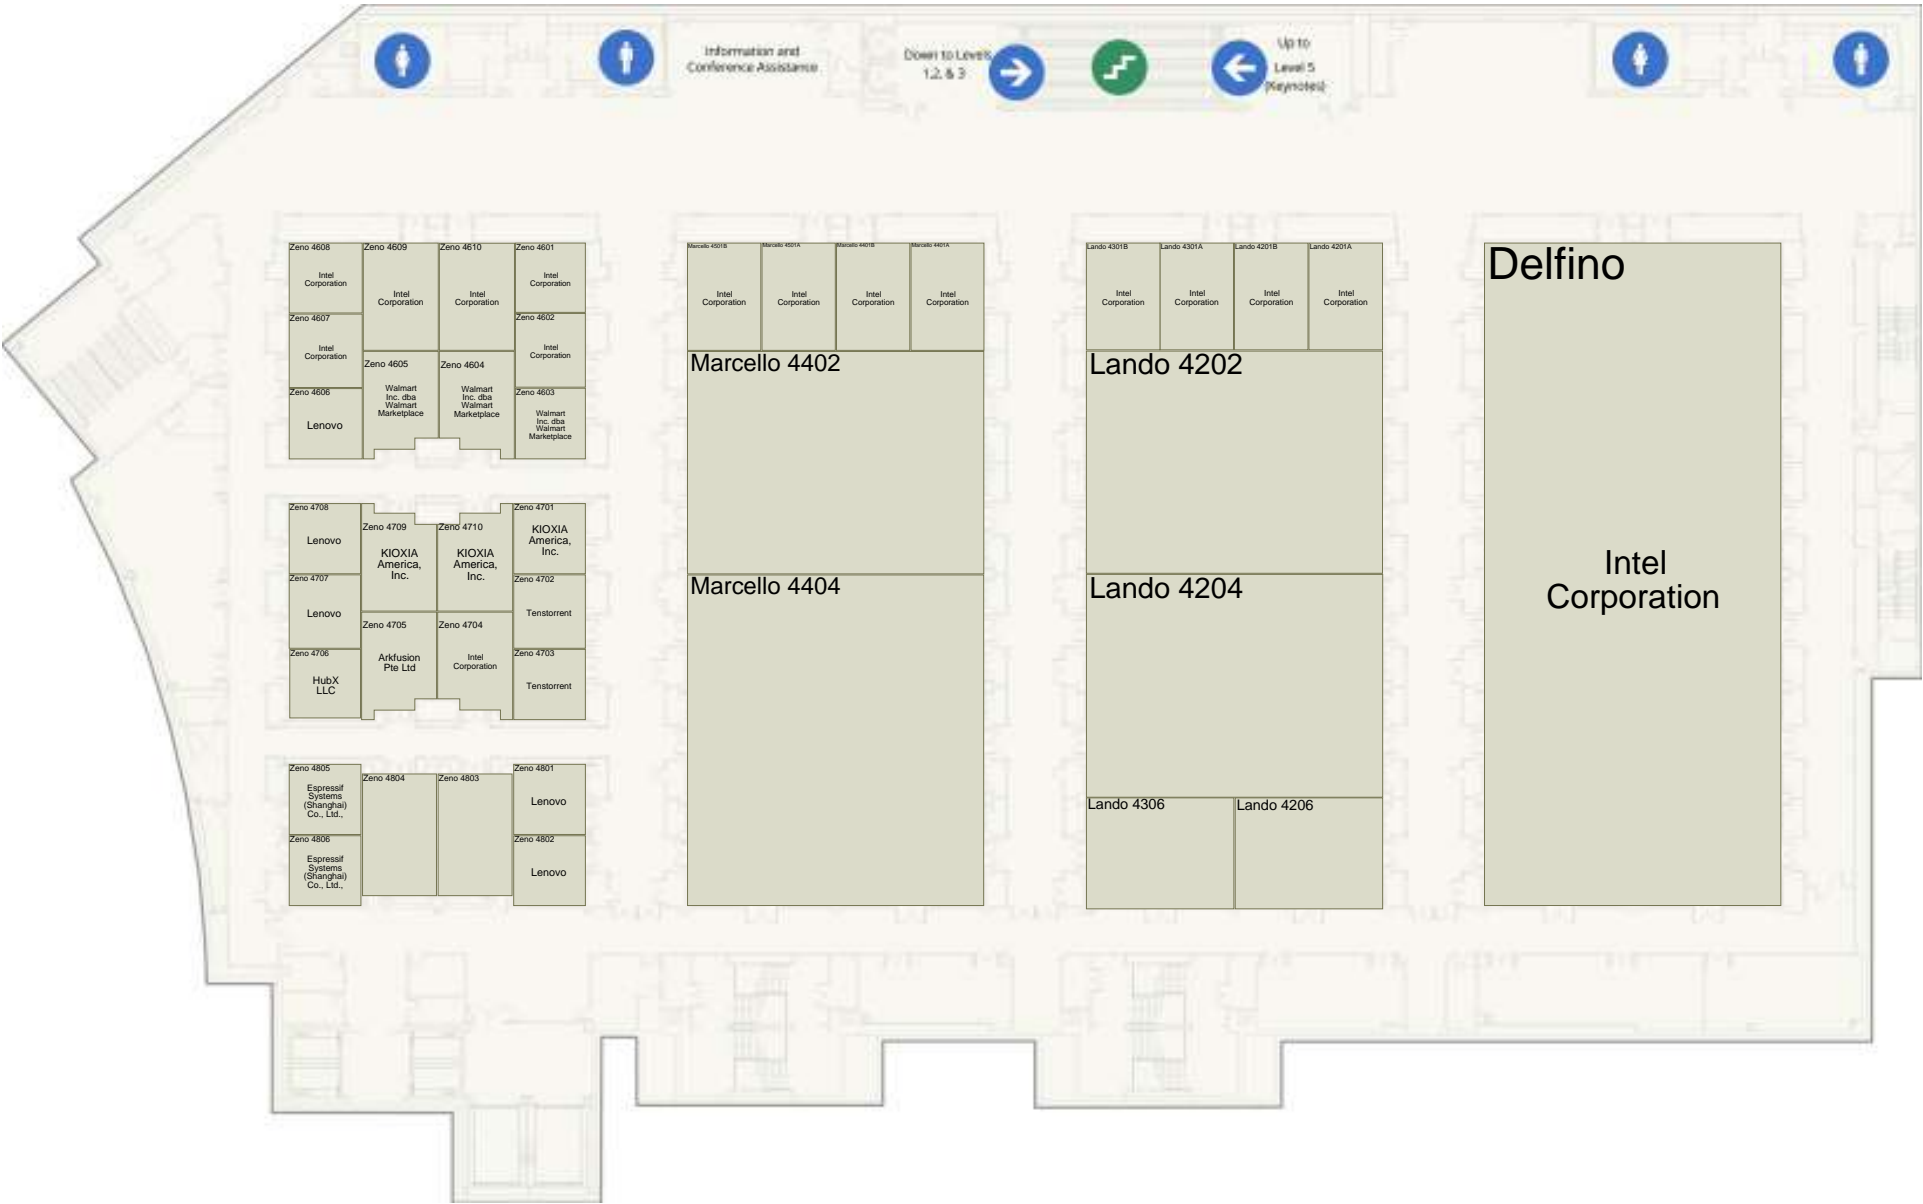 Information and
Conference Assistance
Down to Levels
1,2, & 3
Up to
Level 5
(Keynotes)
Zeno 4608
Intel
Corporation
Zeno 4609
Intel
Corporation
Zeno 4610
Intel
Corporation
Zeno 4601
Intel
Corporation
Zeno 4607
Intel
Corporation
Zeno 4602
Intel
Corporation
Zeno 4606
Lenovo
Zeno 4605
Walmart
Inc. dba
Walmart
Marketplace
Zeno 4604
Walmart
Inc. dba
Walmart
Marketplace
Zeno 4603
Walmart
Inc. dba
Walmart
Marketplace
Zeno 4708
Lenovo
Zeno 4709
KIOXIA
America,
Inc.
Zeno 4710
KIOXIA
America,
Inc.
Zeno 4701
KIOXIA
America,
Inc.
Zeno 4707
Lenovo
Zeno 4702
Tenstorrent
Zeno 4706
HubX
LLC
Zeno 4705
Arkfusion
Pte Ltd
Zeno 4704
Intel
Corporation
Zeno 4703
Tenstorrent
Zeno 4805
Espressif
Systems
(Shanghai)
Co., Ltd.,
Zeno 4804
Zeno 4803
Zeno 4801
Lenovo
Zeno 4806
Espressif
Systems
(Shanghai)
Co., Ltd.,
Zeno 4802
Lenovo
Marcello 4501B
Intel
Corporation
Marcello 4501A
Intel
Corporation
Marcello 4401B
Intel
Corporation
Marcello 4401A
Intel
Corporation
Marcello 4402
Marcello 4404
Lando 4301B
Intel
Corporation
Lando 4301A
Intel
Corporation
Lando 4201B
Intel
Corporation
Lando 4201A
Intel
Corporation
Lando 4202
Lando 4204
Lando 4306
Lando 4206
Delfino
Intel
Corporation